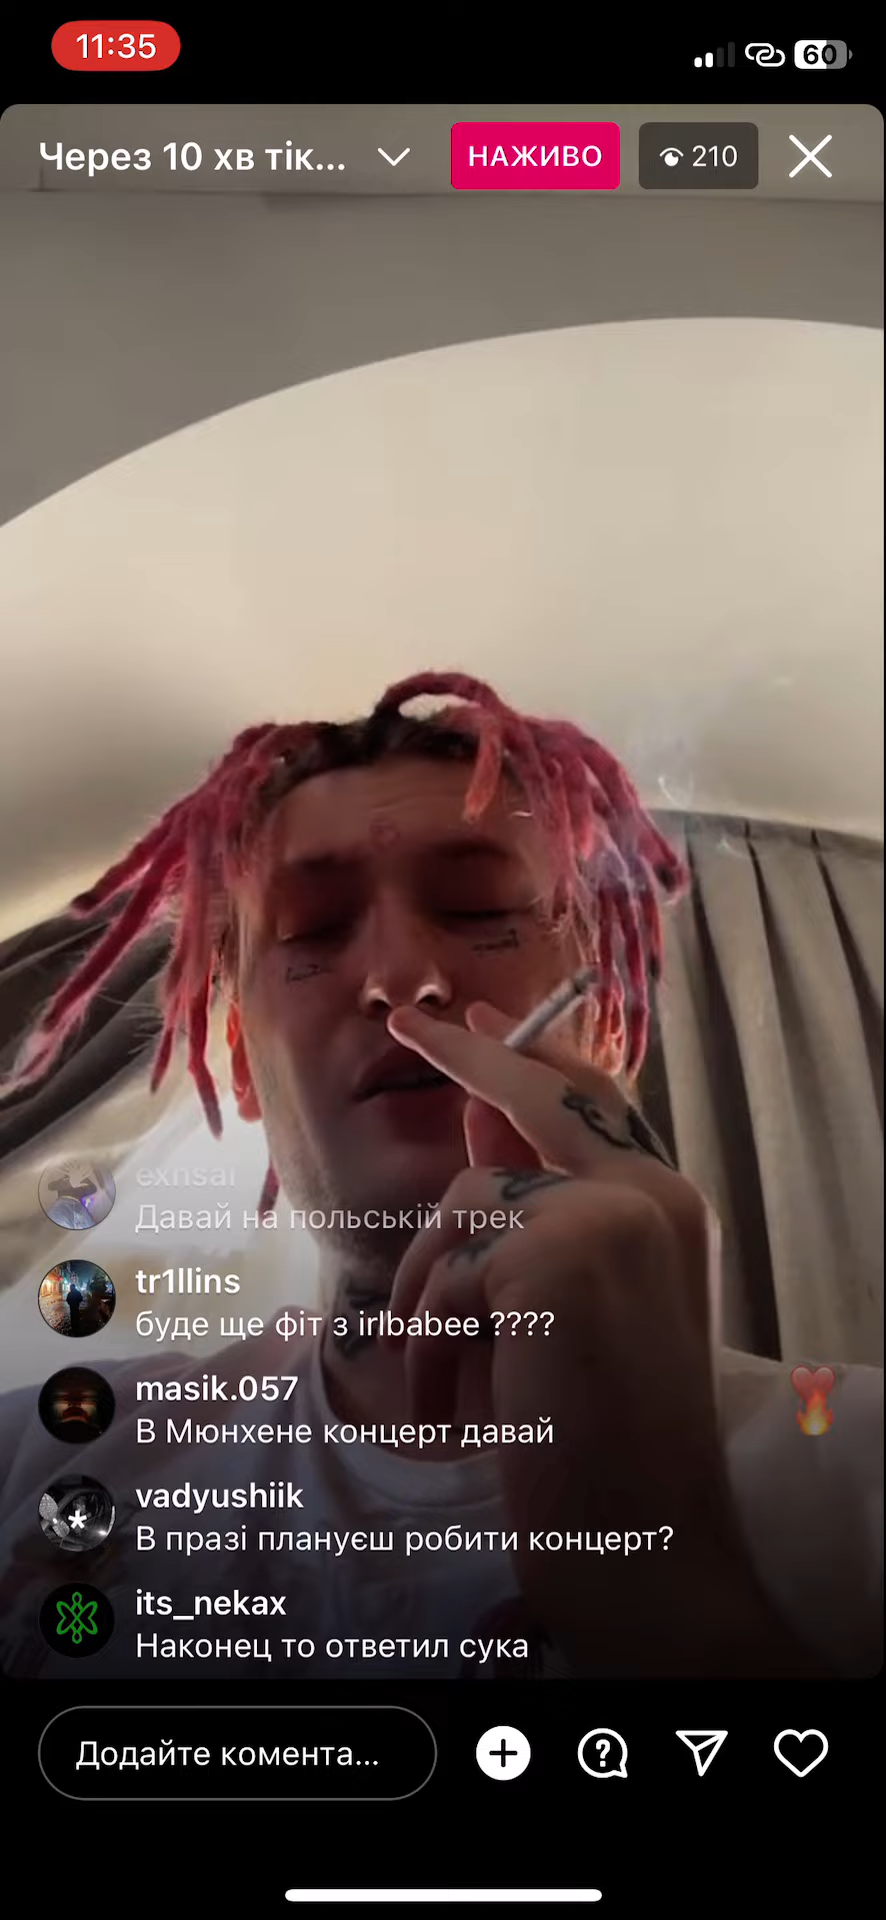 11:35
60
Через 10 хв тік...
НАЖИВО
210
exnsai
Давай на польській трек
tr1llins
буде ще фіт з irlbabee ????
masik.057
В Мюнхене концерт давай
vadyushiik
В празі плануєш робити концерт?
its_nekax
Наконец то ответил сука
Додайте комента...